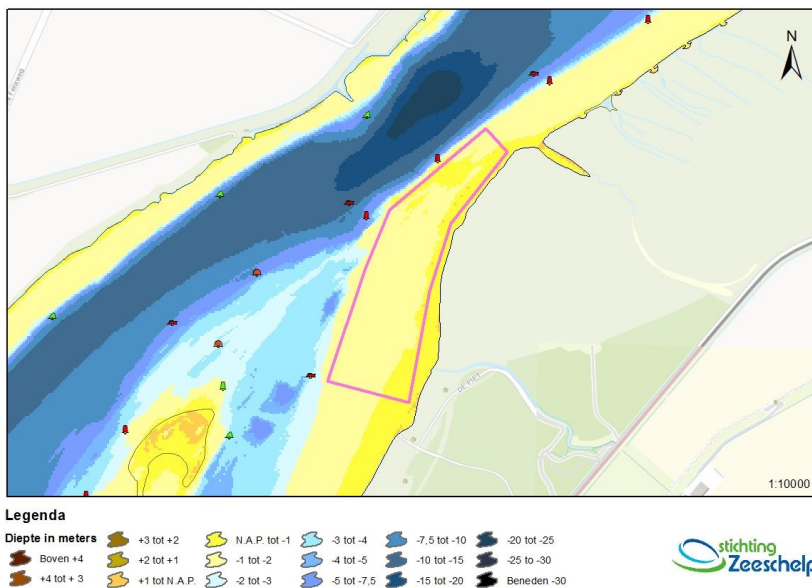 N
DE PIET
1:10000
Legenda
Diepte in meters
Boven +4
+4 tot + 3
+3 tot +2
+2 tot +1
+1 tot N.A.P.
N.A.P. tot -1
-1 tot -2
-2 tot -3
-3 tot -4
-4 tot -5
-5 tot -7,5
-7,5 tot -10
-10 tot -15
-15 tot -20
-20 tot -25
-25 to -30
Beneden -30
stichting
Zeeschelp